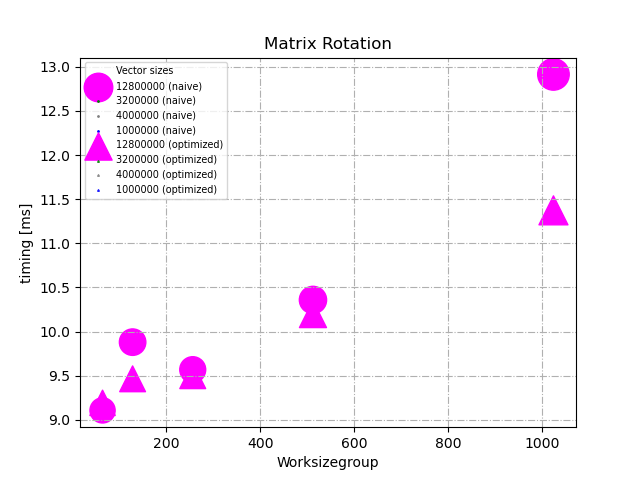 Matrix Rotation
Vector sizes
12800000 (naive)
3200000 (naive)
4000000 (naive)
1000000 (naive)
12800000 (optimized)
3200000 (optimized)
4000000 (optimized)
1000000 (optimized)
timing [ms]
13.0
12.5
12.0
11.5
11.0
10.5
10.0
9.5
9.0
200 400 600 800 1000
Worksizegroup